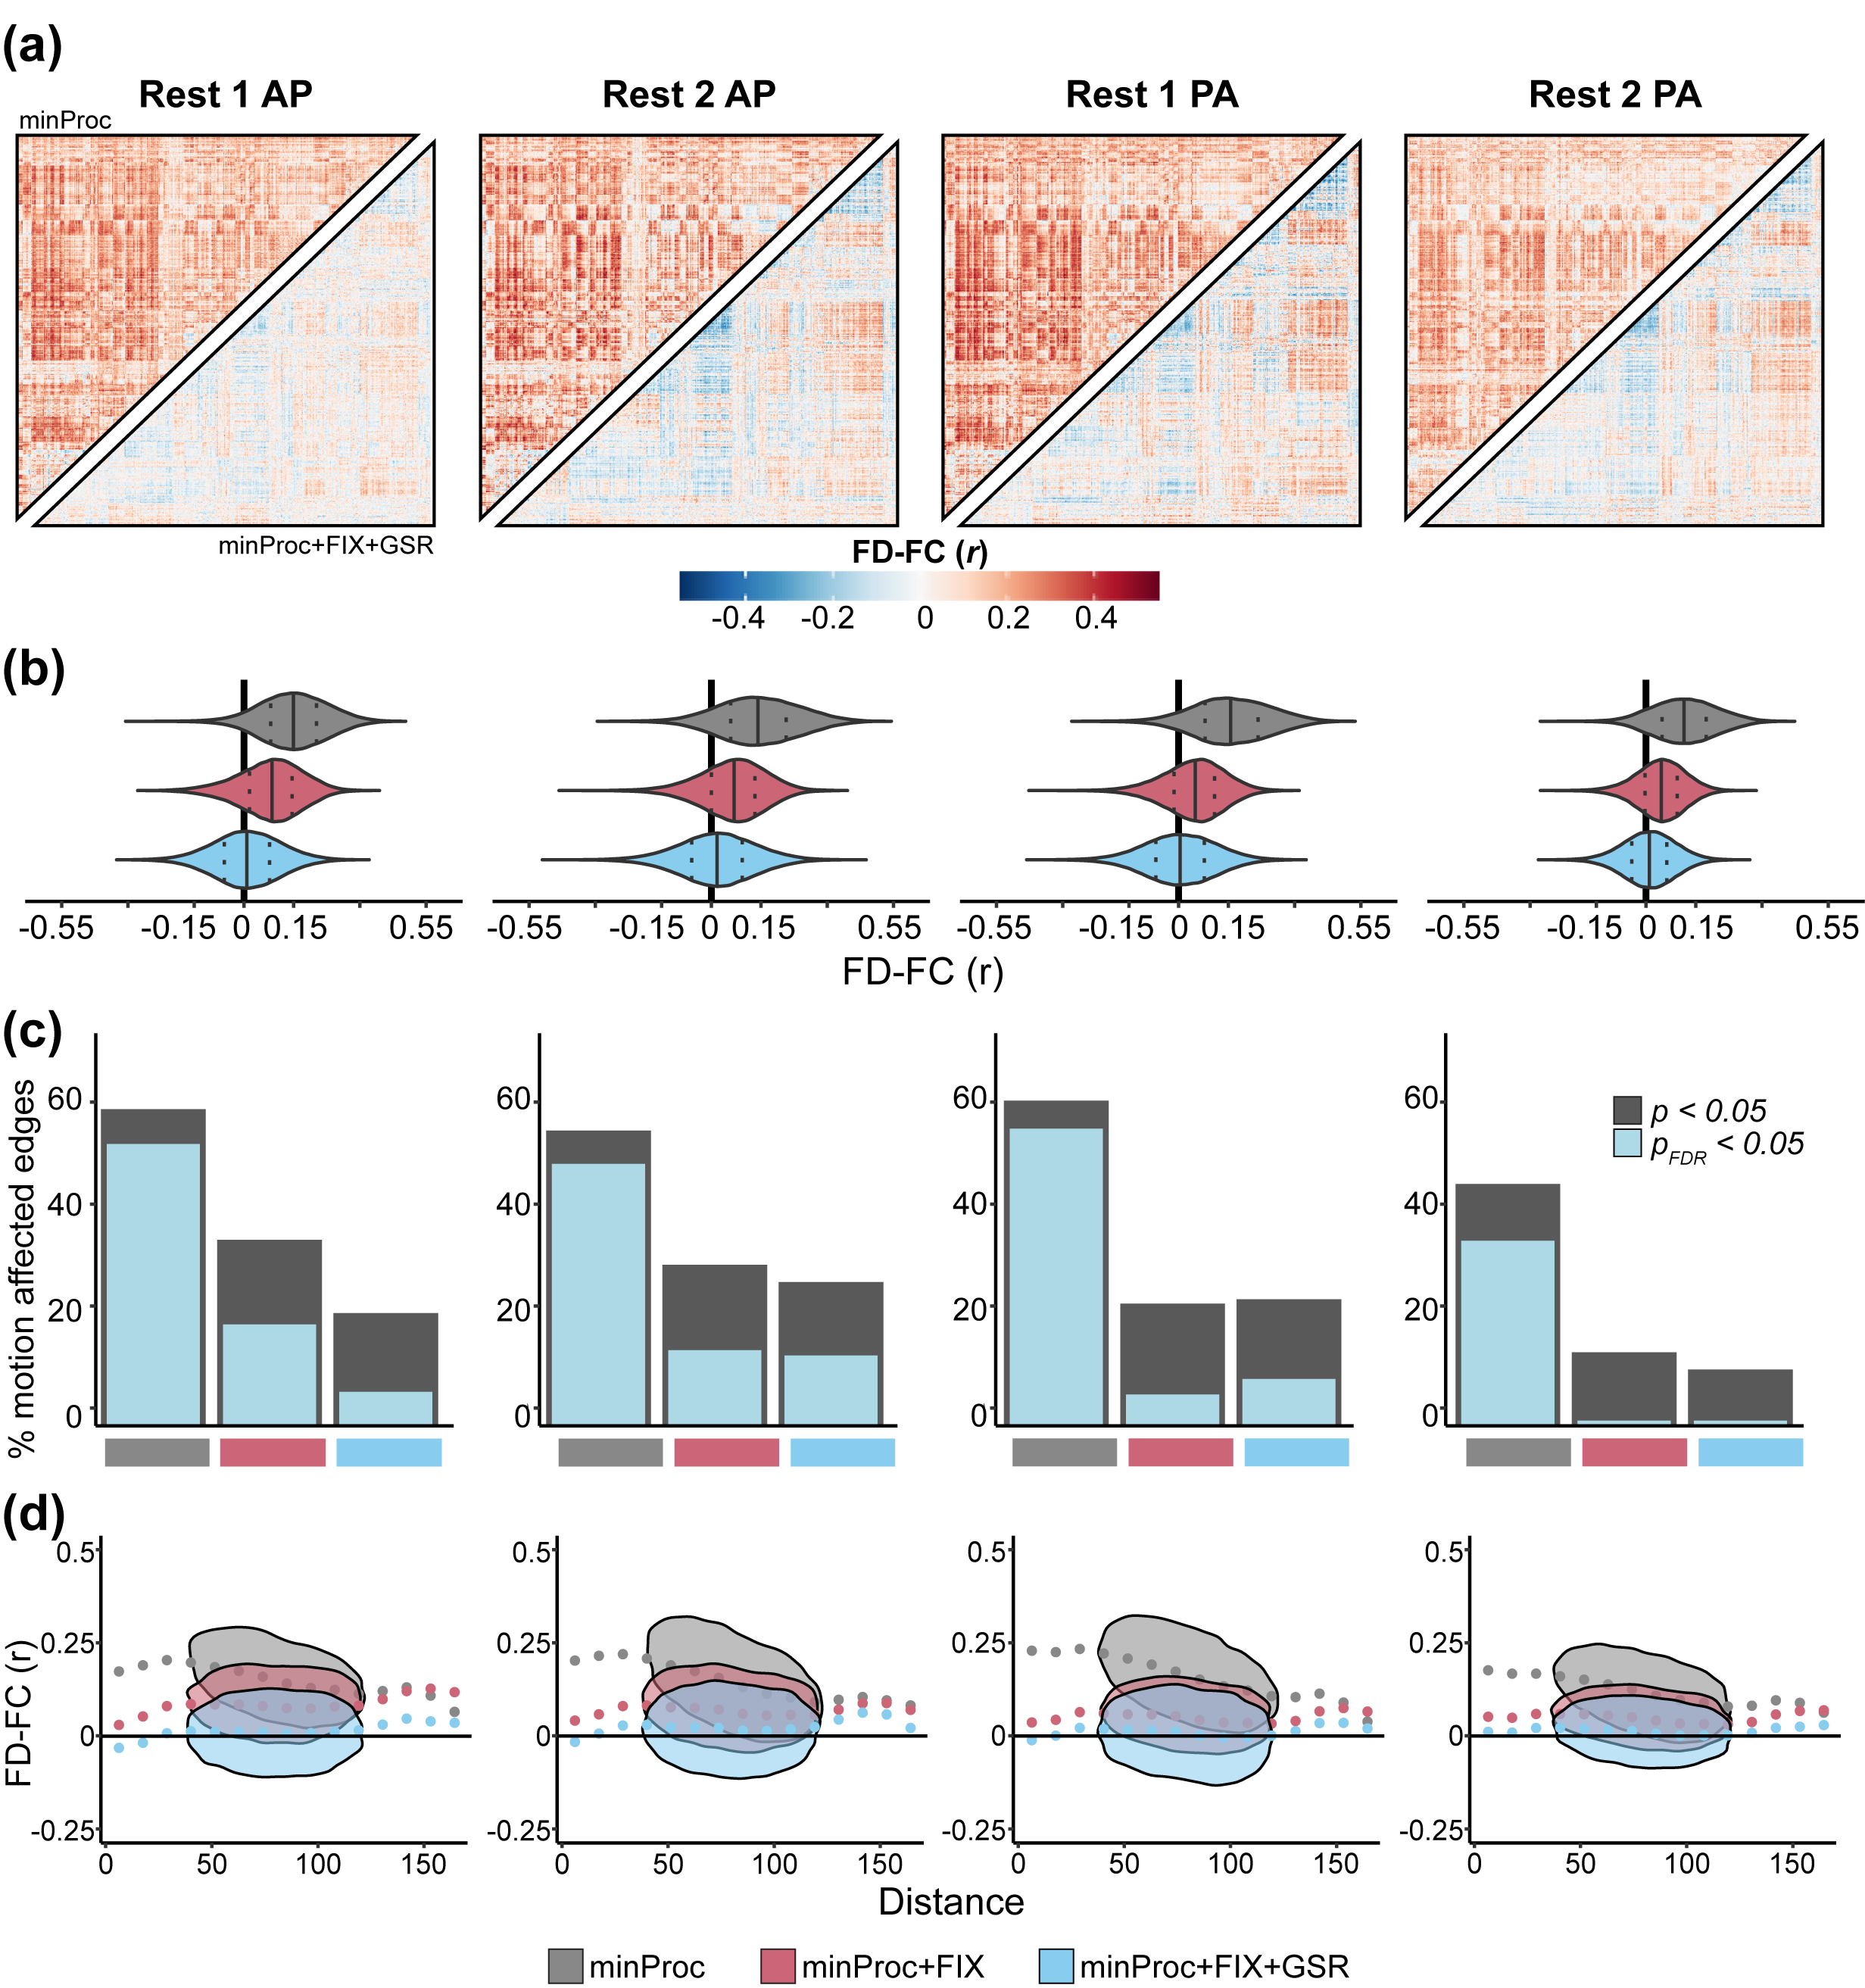 (a)
Rest 1 AP Rest 2 AP Rest 1 PA Rest 2 PA
minProc
minProc+FIX+GSR
FD-FC (r)
-0.4 -0.2 0 0.2 0.4
(b)
-0.55 -0.15 0 0.15 0.55 -0.55 -0.15 0 0.15 0.55 -0.55 -0.15 0 0.15 0.55 -0.55 -0.15 0 0.15 0.55
FD-FC (r)
(c)
% motion affected edges
60 60 60 60
p < 0.05
pFDR < 0.05
40 40 40 40
20 20 20 20
0 0 0 0
(d)
FD-FC (r)
0.5 0.5 0.5 0.5
0.25 0.25 0.25 0.25
0 0 0 0
-0.25 -0.25 -0.25 -0.25
0 50 100 150 0 50 100 150 0 50 100 150 0 50 100 150
Distance
minProc minProc+FIX minProc+FIX+GSR